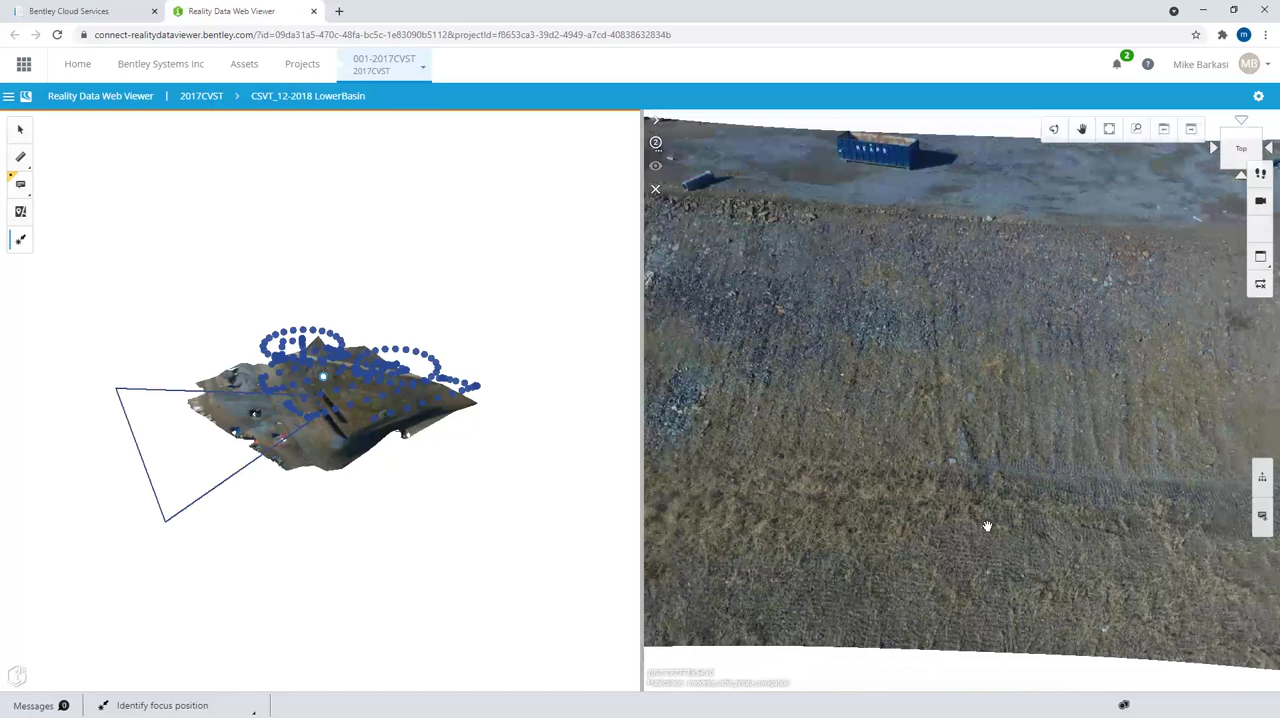 Bentley Cloud Services
Reality Data Web Viewer
connect-realitydataviewer.bentley.com/?id=09da31a5-470c-48fa-bc5c-1e83090b5112&projectId=f8653ca3-39d2-4949-a7cd-40838632834b
m
Home
Bentley Systems Inc
Assets
Projects
001-2017CVST
2017CVST
2
Mike Barkasi
MB
Reality Data Web Viewer | 2017CVST > CSVT_12-2018 LowerBasin
2
Top
Messages 0
Identify focus position